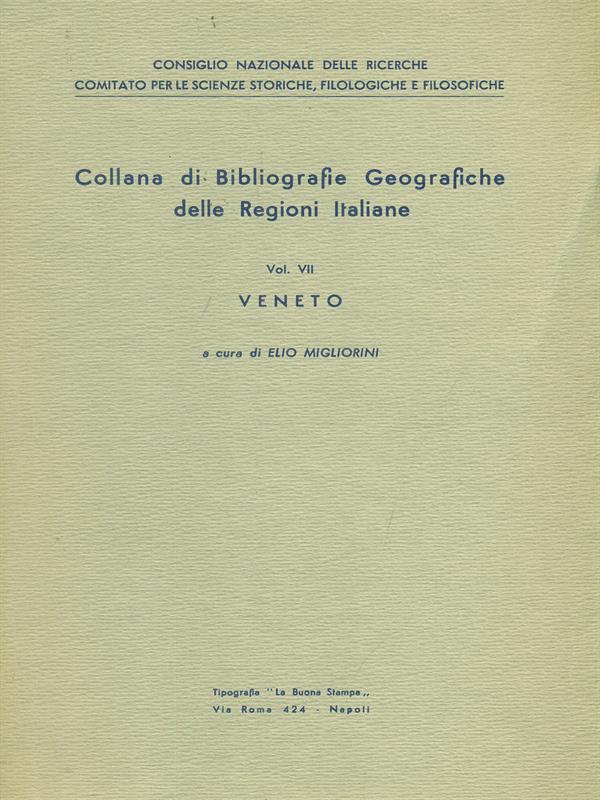 CONSIGLIO NAZIONALE DELLE RICERCHE
COMITATO PER LE SCIENZE STORICHE, FILOLOGICHE E FILOSOFICHE
Collana di Bibliografie Geografiche
delle Regioni Italiane
Vol. VII
VENETO
a cura di ELIO MIGLIORINI
Tipografia "La Buona Stampa„
Via Roma 424 - Napoli